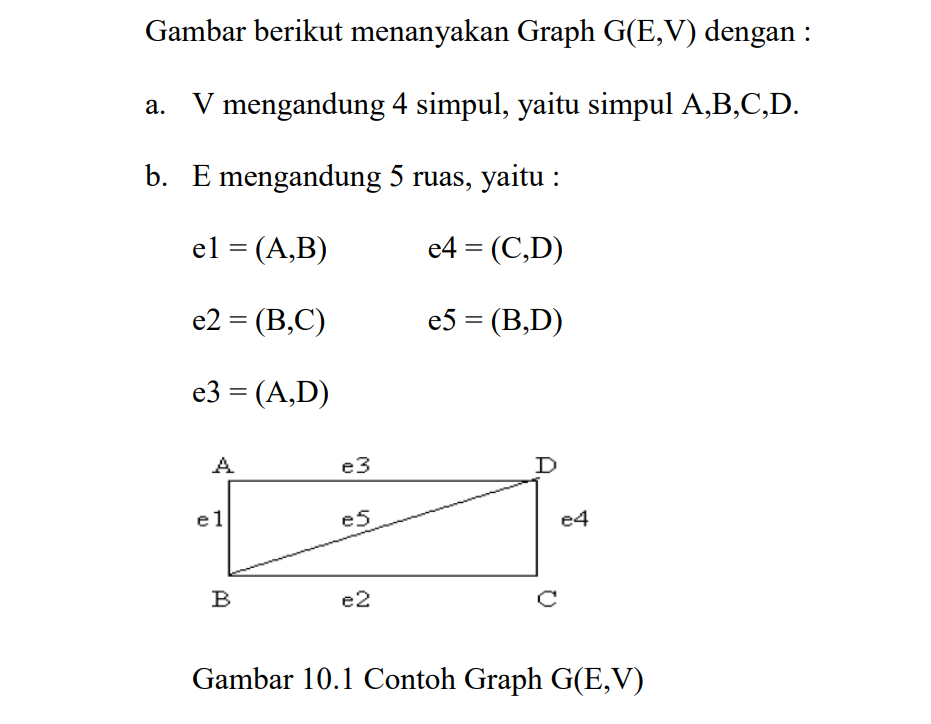 Gambar berikut menanyakan Graph G(E,V) dengan :
a. V mengandung 4 simpul, yaitu simpul A,B,C,D.
b. E mengandung 5 ruas, yaitu :
e1 = (A,B) e4 = (C,D)
e2 = (B,C) e5 = (B,D)
e3 = (A,D)
A e3 D
e1 e5 e4
B e2 C
Gambar 10.1 Contoh Graph G(E,V)